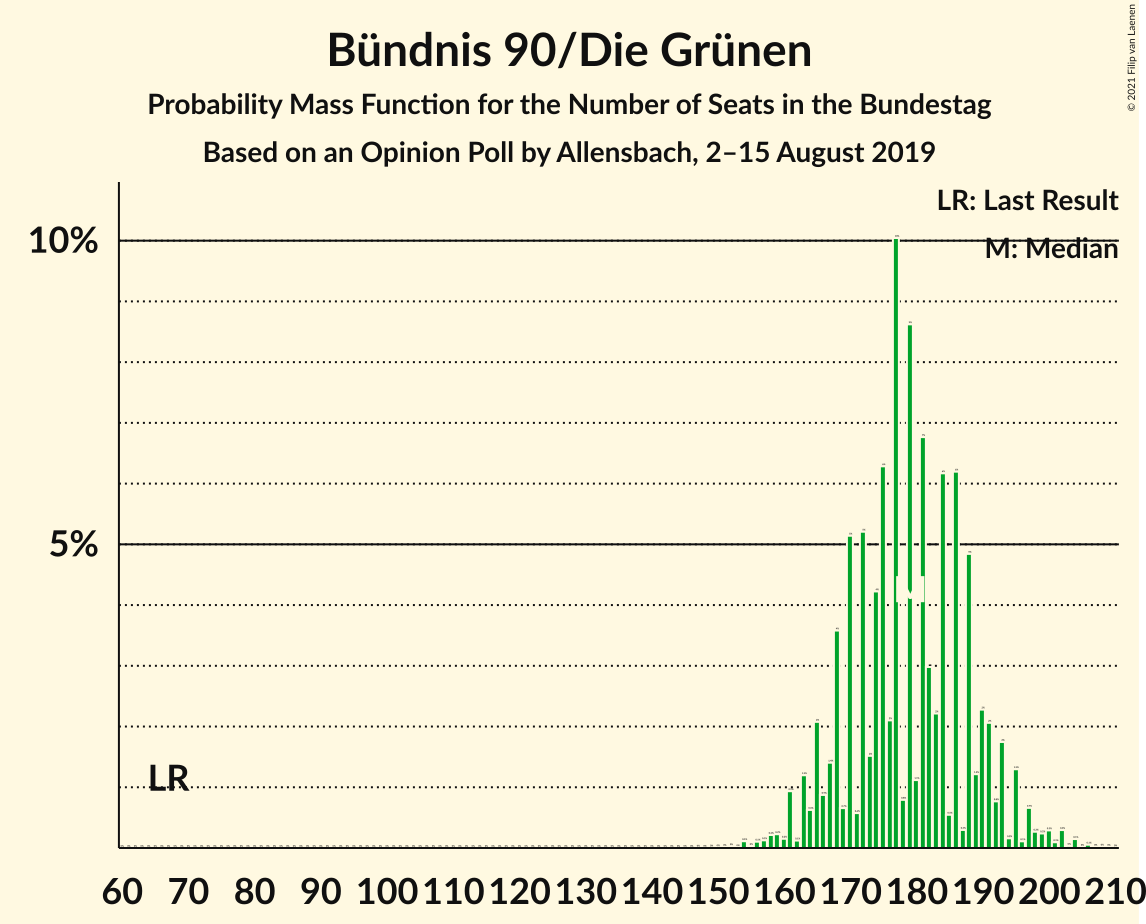 Bündnis 90/Die Grünen
Probability Mass Function for the Number of Seats in the Bundestag
Based on an Opinion Poll by Allensbach, 2–15 August 2019
© 2021 Filip van Laenen
LR: Last Result
M: Median
10%
5%
LR
60 70 80 90 100 110 120 130 140 150 160 170 180 190 200 210